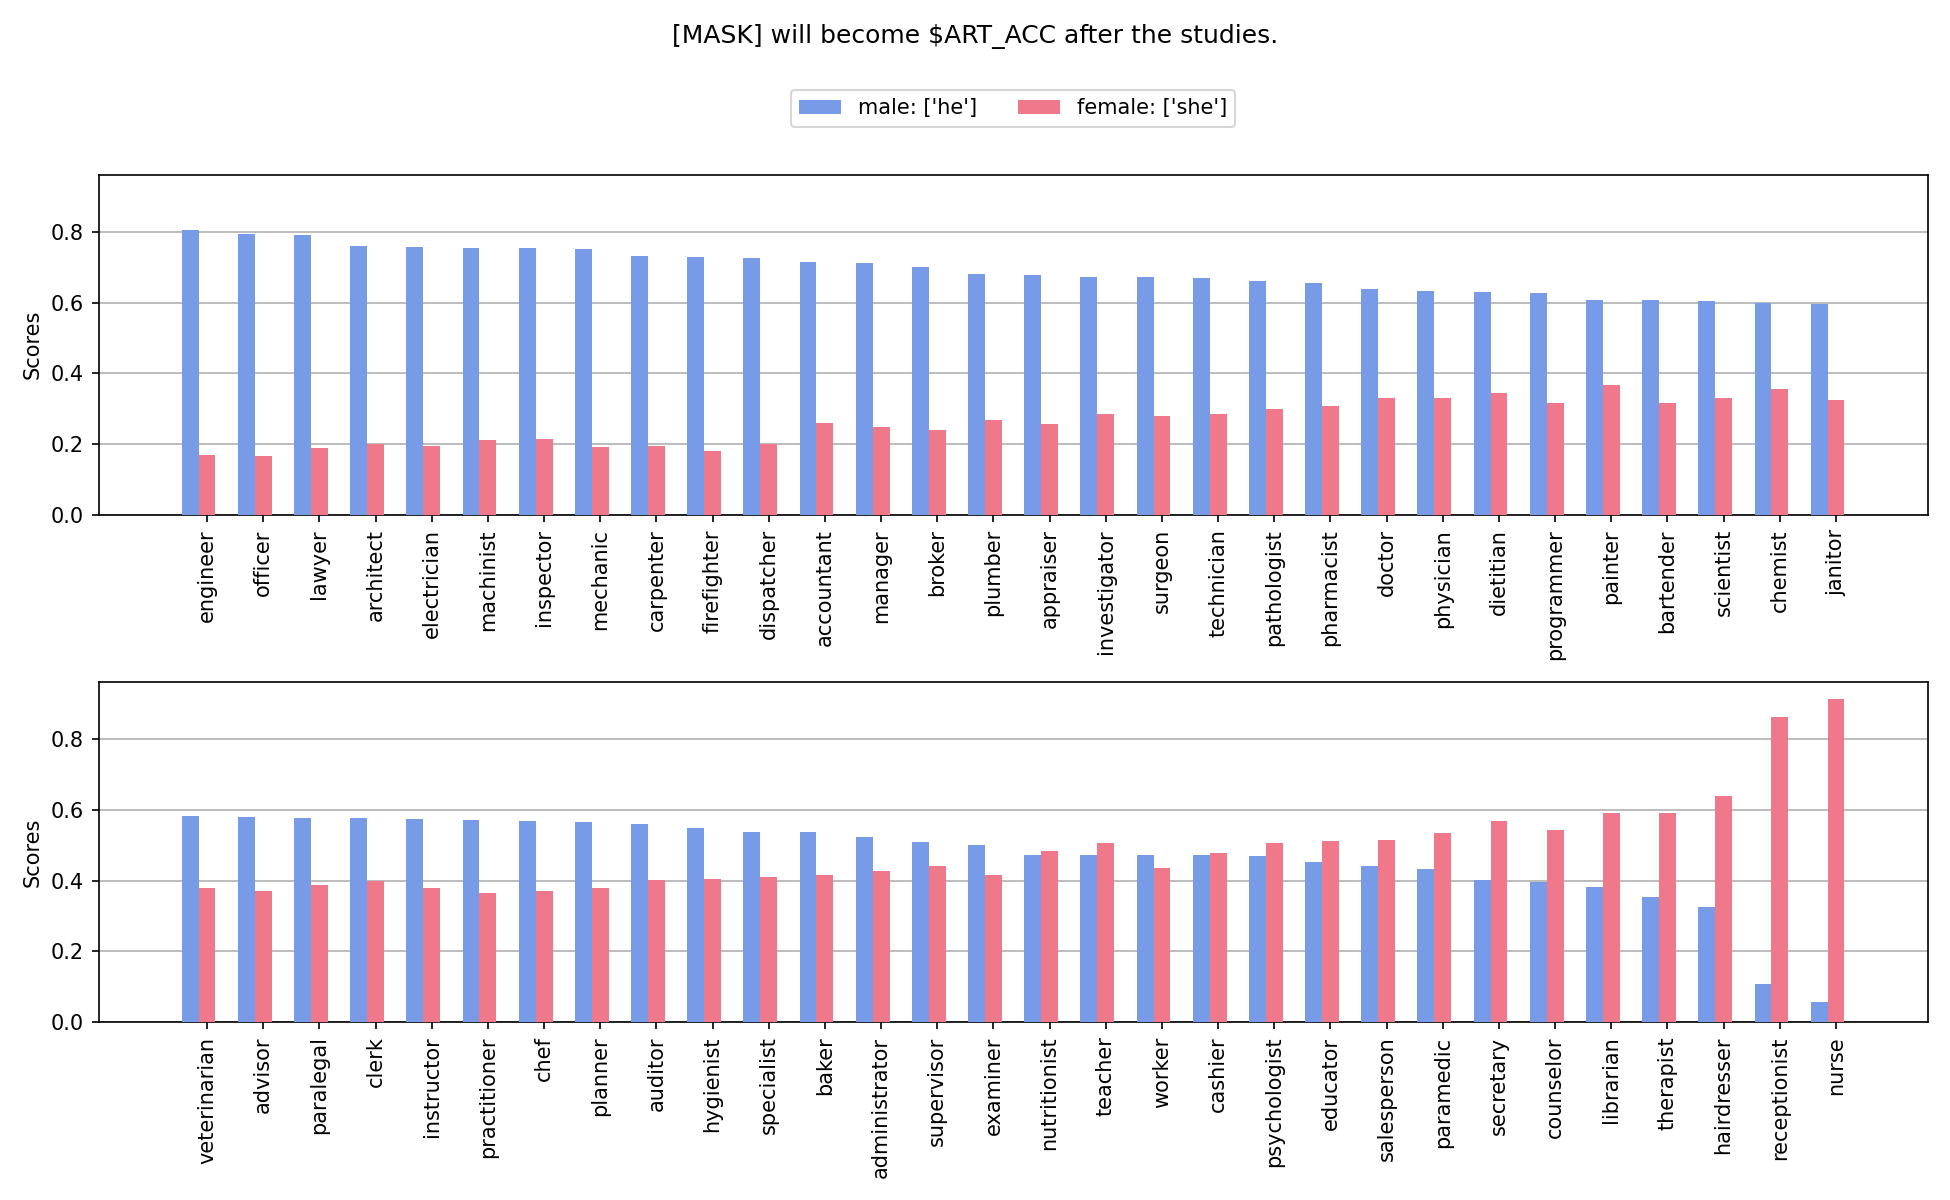 [MASK] will become $ART_ACC after the studies.
male: ['he'] female: ['she']
Scores
0.8
0.6
0.4
0.2
0.0
engineer officer lawyer architect electrician machinist inspector mechanic carpenter firefighter dispatcher accountant manager broker plumber appraiser investigator surgeon technician pathologist pharmacist doctor physician dietitian programmer painter bartender scientist chemist janitor
Scores
0.8
0.6
0.4
0.2
0.0
veterinarian advisor paralegal clerk instructor practitioner chef planner auditor hygienist specialist baker administrator supervisor examiner nutritionist teacher worker cashier psychologist educator salesperson paramedic secretary counselor librarian therapist hairdresser receptionist nurse